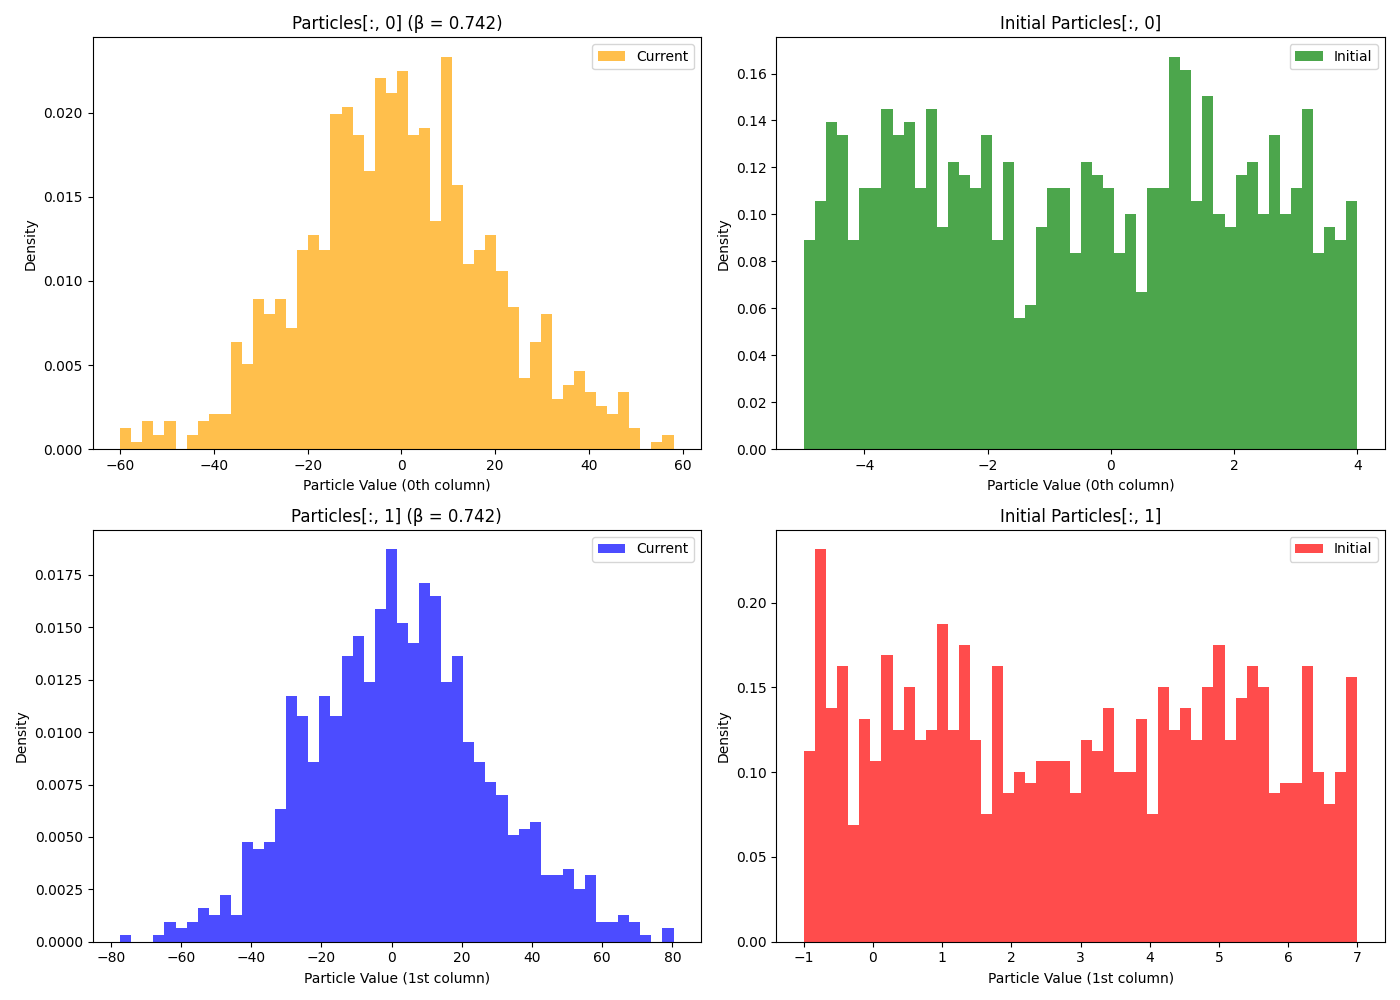 Particles[:, 0] (β = 0.742)
Current
Density
0.020
0.015
0.010
0.005
0.000
−60 −40 −20 0 20 40 60
Particle Value (0th column)
Initial Particles[:, 0]
Initial
Density
0.16
0.14
0.12
0.10
0.08
0.06
0.04
0.02
0.00
−4 −2 0 2 4
Particle Value (0th column)
Particles[:, 1] (β = 0.742)
Current
Density
0.0175
0.0150
0.0125
0.0100
0.0075
0.0050
0.0025
0.0000
−80 −60 −40 −20 0 20 40 60 80
Particle Value (1st column)
Initial Particles[:, 1]
Initial
Density
0.20
0.15
0.10
0.05
0.00
−1 0 1 2 3 4 5 6 7
Particle Value (1st column)